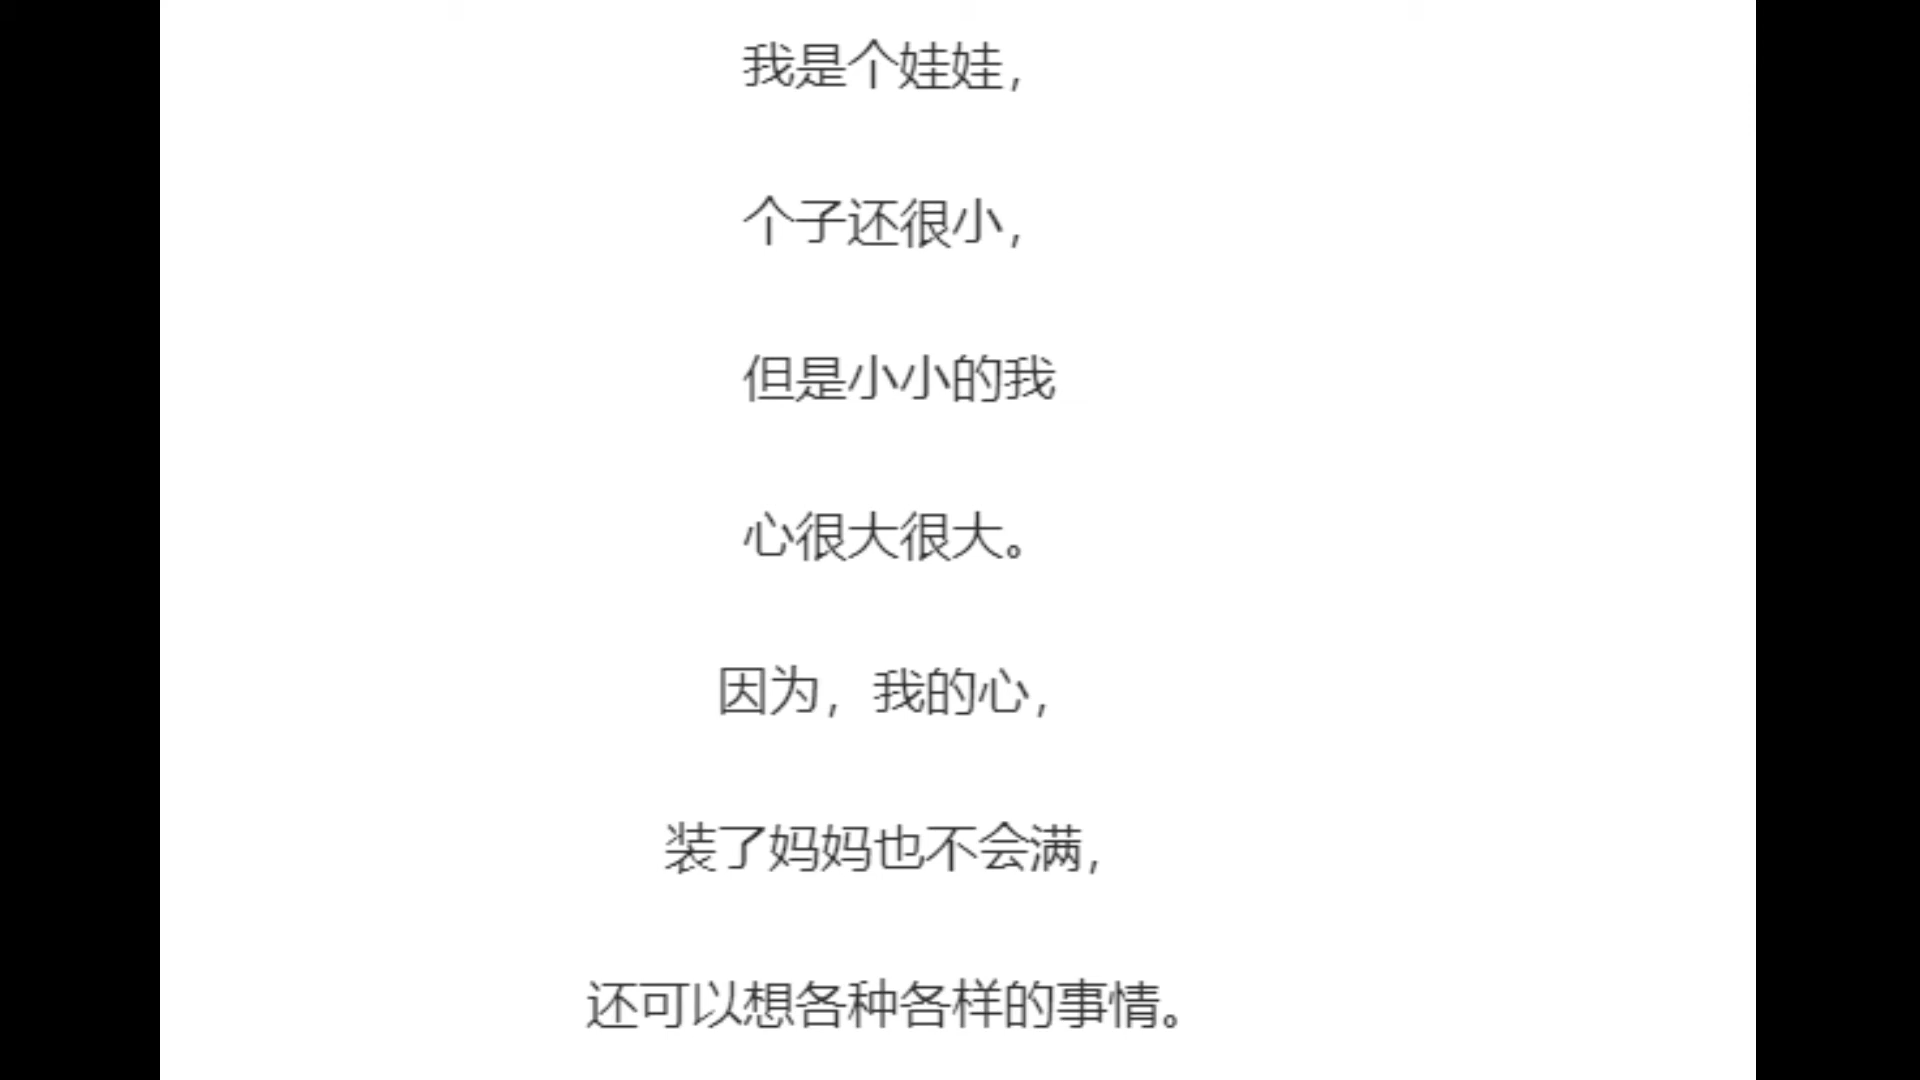 我是个娃娃，
个子还很小，
但是小小的我
心很大很大。
因为，我的心，
装了妈妈也不会满，
还可以想各种各样的事情。